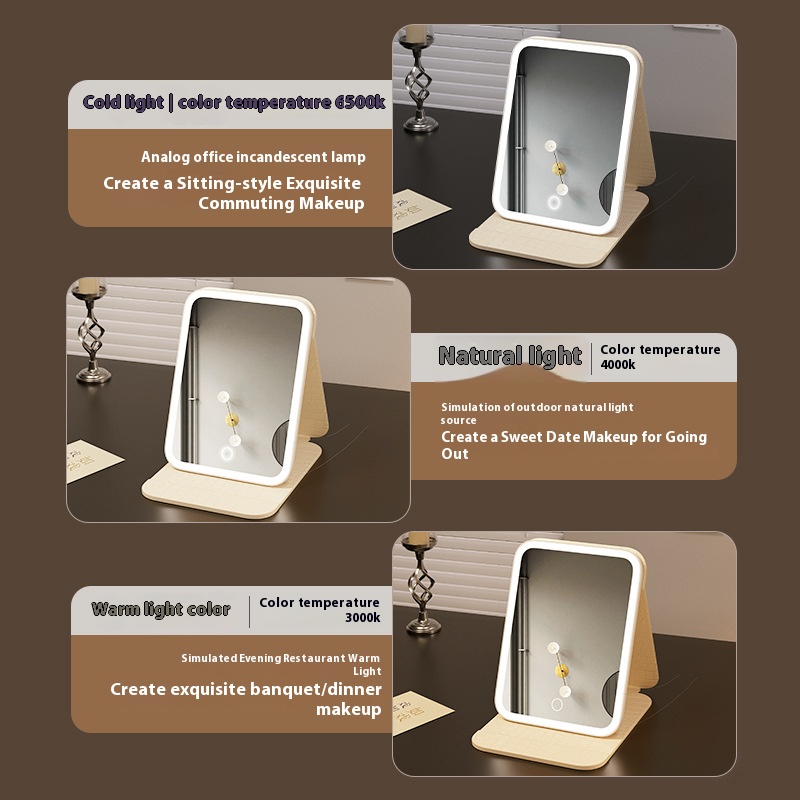 Cold light | color temperature 6500k
Analog office incandescent lamp
Create a Sitting-style Exquisite
Commuting Makeup
Natural light
Color temperature
4000k
Simulation of outdoor natural light
source
Create a Sweet Date Makeup for Going
Out
Warm light color
Color temperature
3000k
Simulated Evening Restaurant Warm
Light
Create exquisite banquet/dinner
makeup